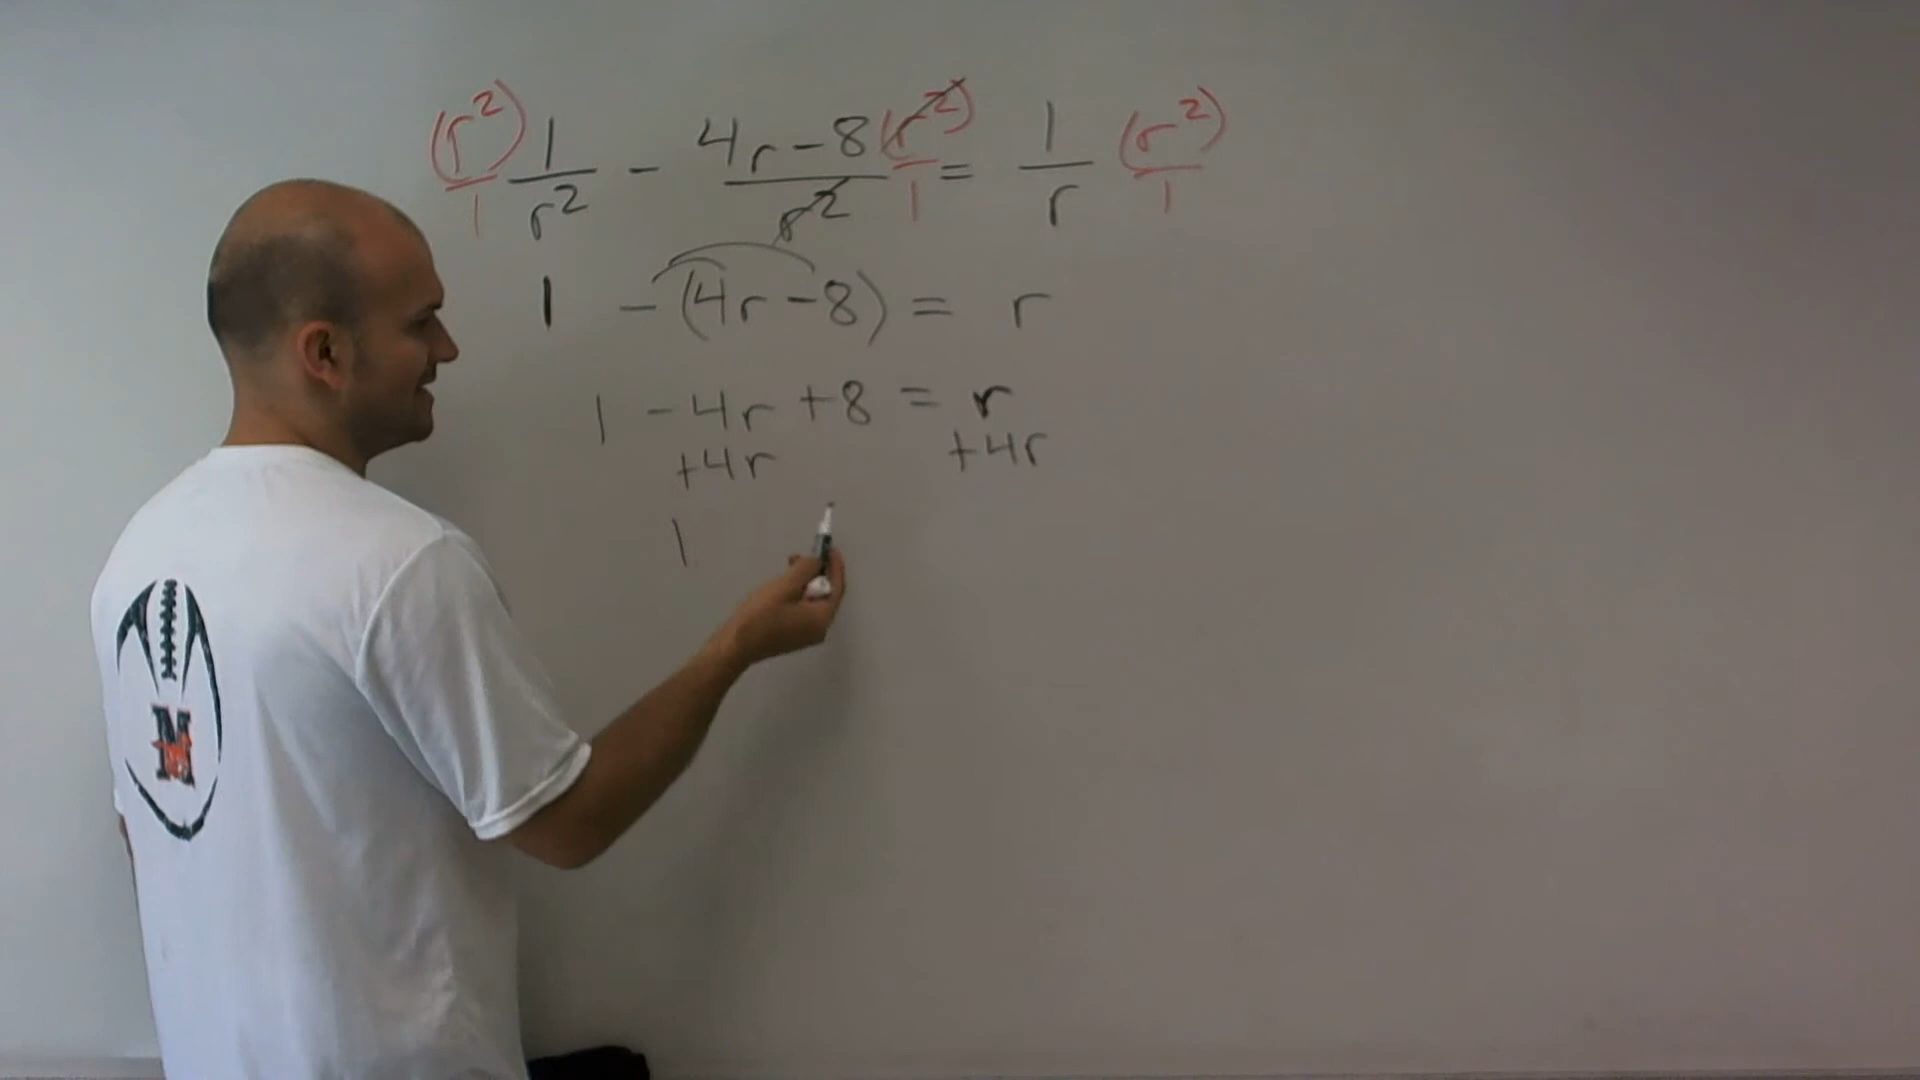 (r²)/1 1/r² - (4r-8)/r² (r²)/1 = 1/r (r²)/1
1 -(4r-8) = r
1 -4r +8 = r
+4r +4r
1
N